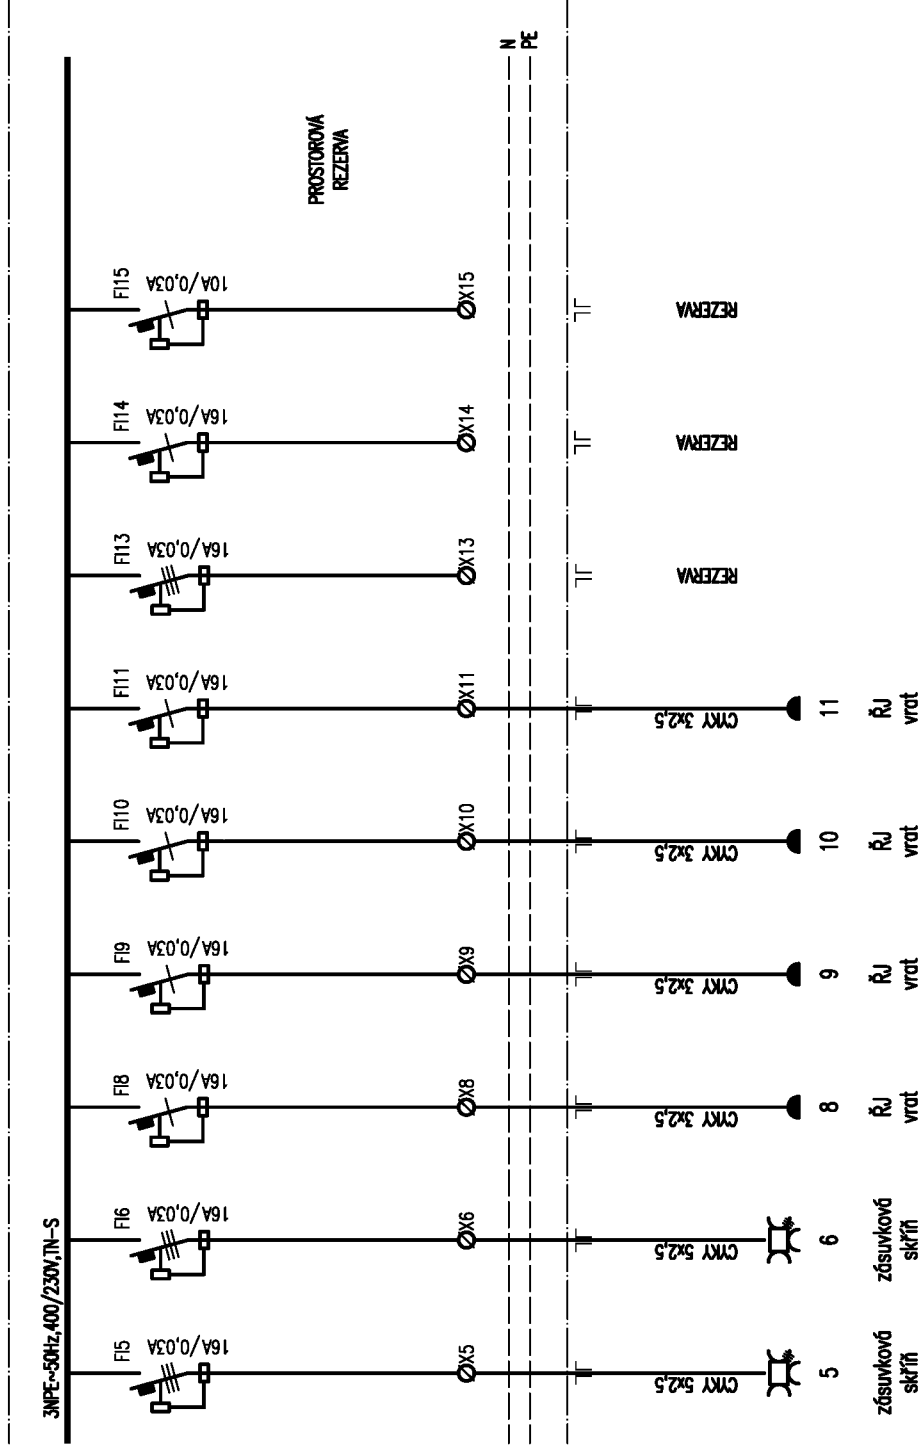 3NPE~50Hz,400/230V,TN-S
N
PE
FI5
16A/0,03A
X5
CYKY 5x2,5
5
zásuvková
skříň
FI6
16A/0,03A
X6
CYKY 5x2,5
6
zásuvková
skříň
FI8
16A/0,03A
X8
CYKY 3x2,5
8
ŘJ
vrat
FI9
16A/0,03A
X9
CYKY 3x2,5
9
ŘJ
vrat
FI10
16A/0,03A
X10
CYKY 3x2,5
10
ŘJ
vrat
FI11
16A/0,03A
X11
CYKY 3x2,5
11
ŘJ
vrat
FI13
16A/0,03A
X13
REZERVA
FI14
16A/0,03A
X14
REZERVA
FI15
10A/0,03A
X15
REZERVA
PROSTOROVÁ
REZERVA